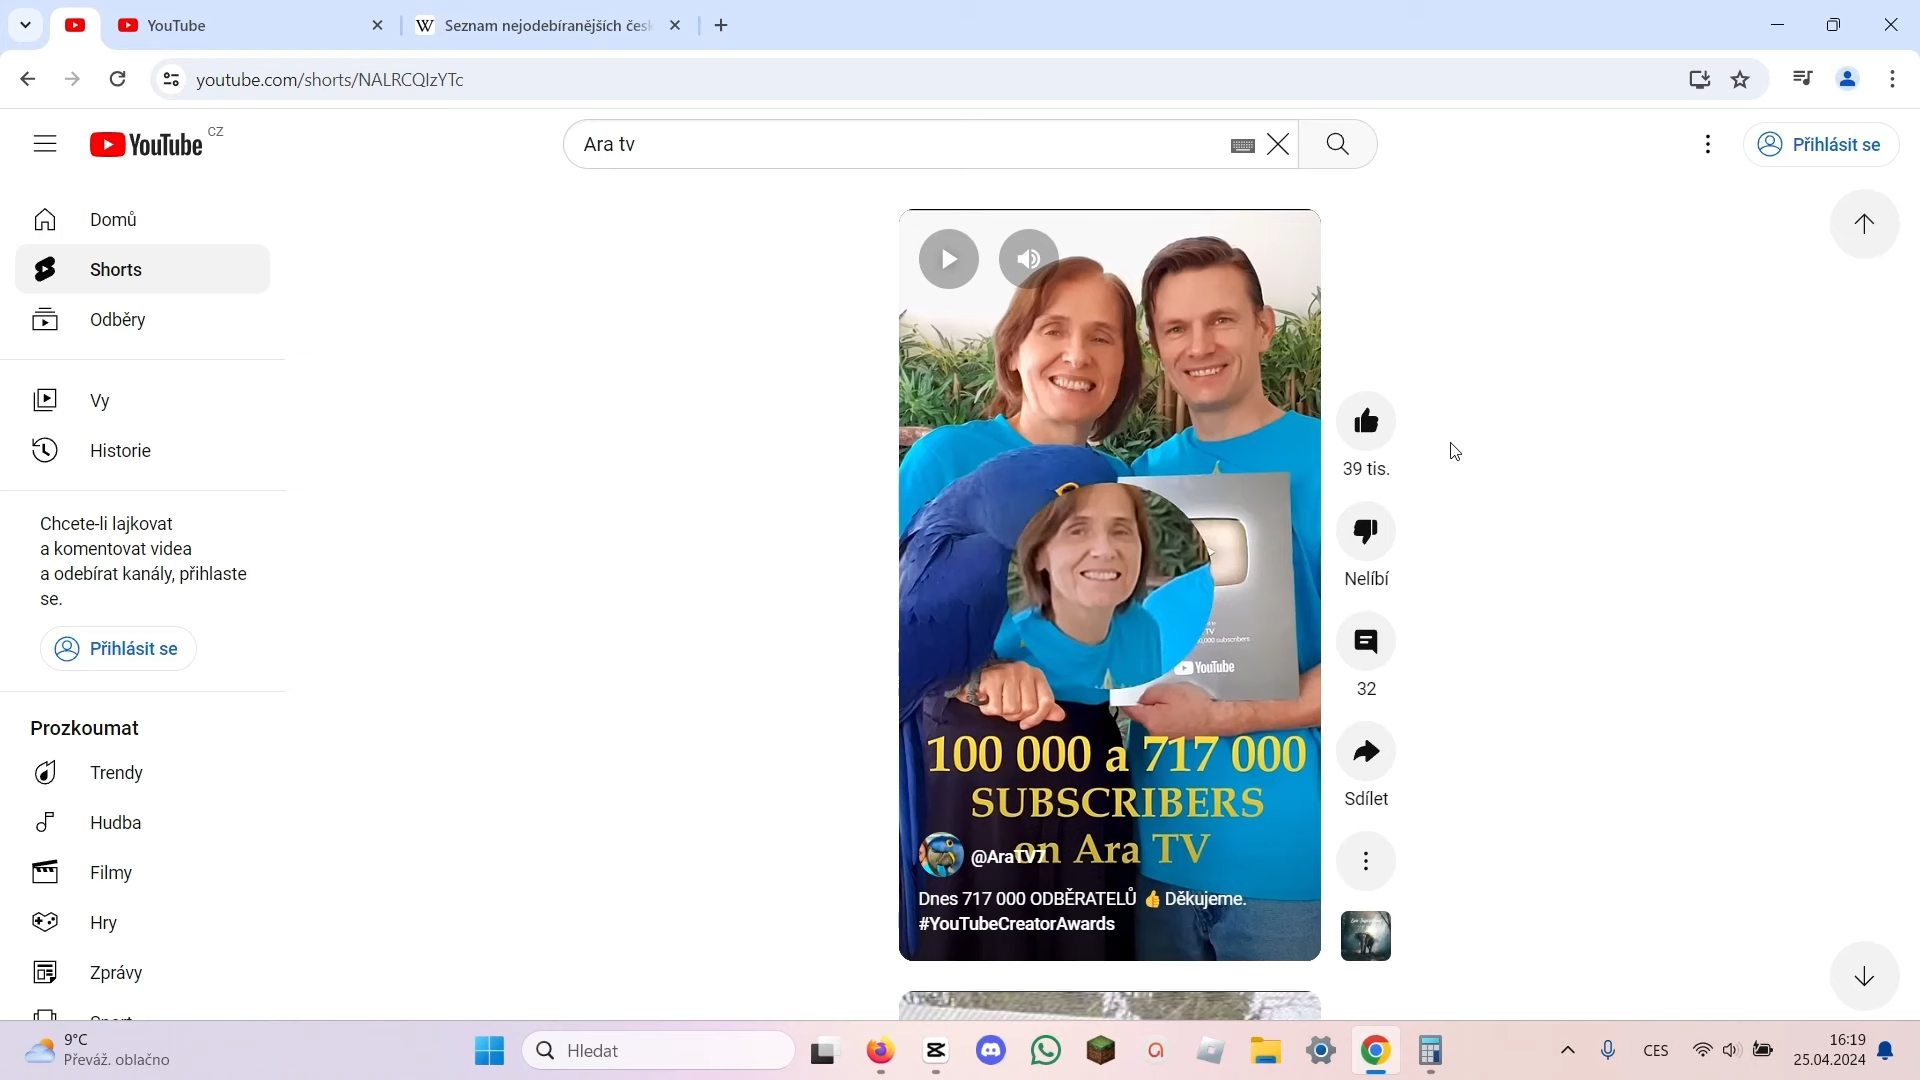 YouTube
Seznam nejodebíranějších česk
youtube.com/shorts/NALRCQIzYTc
YouTube CZ
Ara tv
Přihlásit se
Domů
Shorts
Odběry
Vy
Historie
Chcete-li lajkovat
a komentovat videa
a odebírat kanály, přihlaste
se.
Přihlásit se
Prozkoumat
Trendy
Hudba
Filmy
Hry
Zprávy
Sport
TV
YouTube
100 000 a 717 000
SUBSCRIBERS
on Ara TV
@AraTV7
Dnes 717 000 ODBĚRATELŮ 👍 Děkujeme.
#YouTubeCreatorAwards
39 tis.
Nelíbí
32
Sdílet
9°C
Převáž. oblačno
Hledat
CES
16:19
25.04.2024